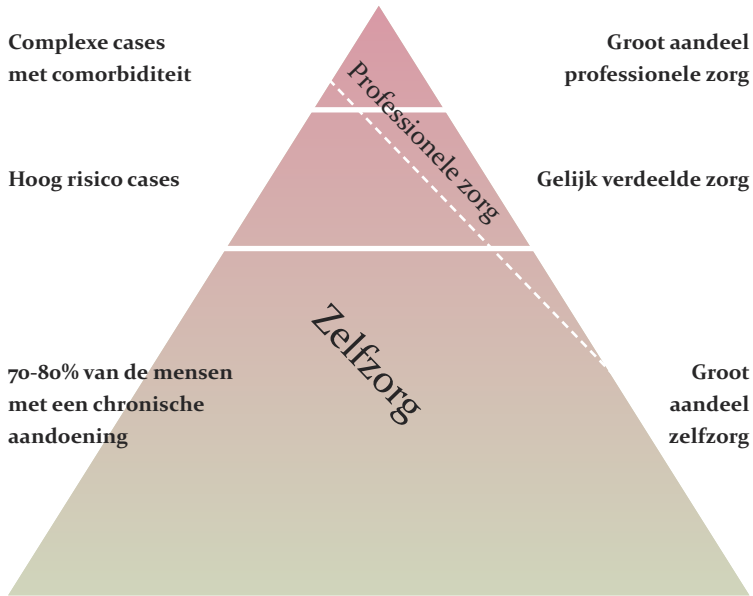 Complexe cases
met comorbiditeit
Groot aandeel
professionele zorg
Professionele zorg
Hoog risico cases
Gelijk verdeelde zorg
Zelfzorg
70-80% van de mensen
met een chronische
aandoening
Groot
aandeel
zelfzorg